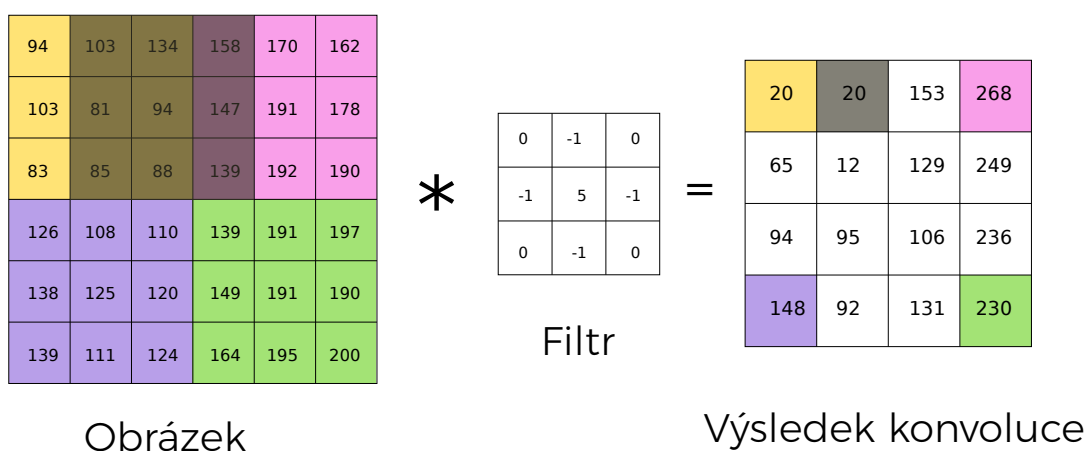 94 103 134 158 170 162
103 81 94 147 191 178
83 85 88 139 192 190
126 108 110 139 191 197
138 125 120 149 191 190
139 111 124 164 195 200
Obrázek
*
0 -1 0
-1 5 -1
0 -1 0
Filtr
=
20 20 153 268
65 12 129 249
94 95 106 236
148 92 131 230
Výsledek konvoluce